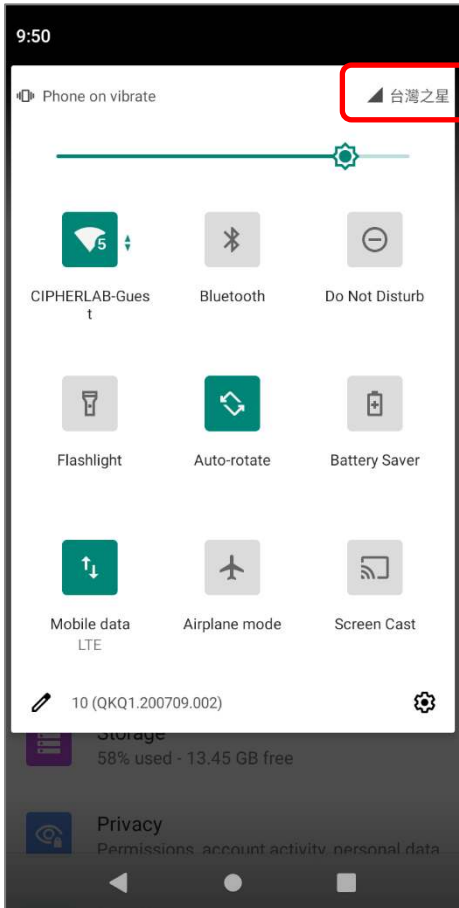 9:50
Phone on vibrate
台灣之星
5
CIPHERLAB-Gues
t
Bluetooth
Do Not Disturb
Flashlight
Auto-rotate
Battery Saver
Mobile data
LTE
Airplane mode
Screen Cast
10 (QKQ1.200709.002)
Storage
58% used - 13.45 GB free
Privacy
Permissions, account activity, personal data